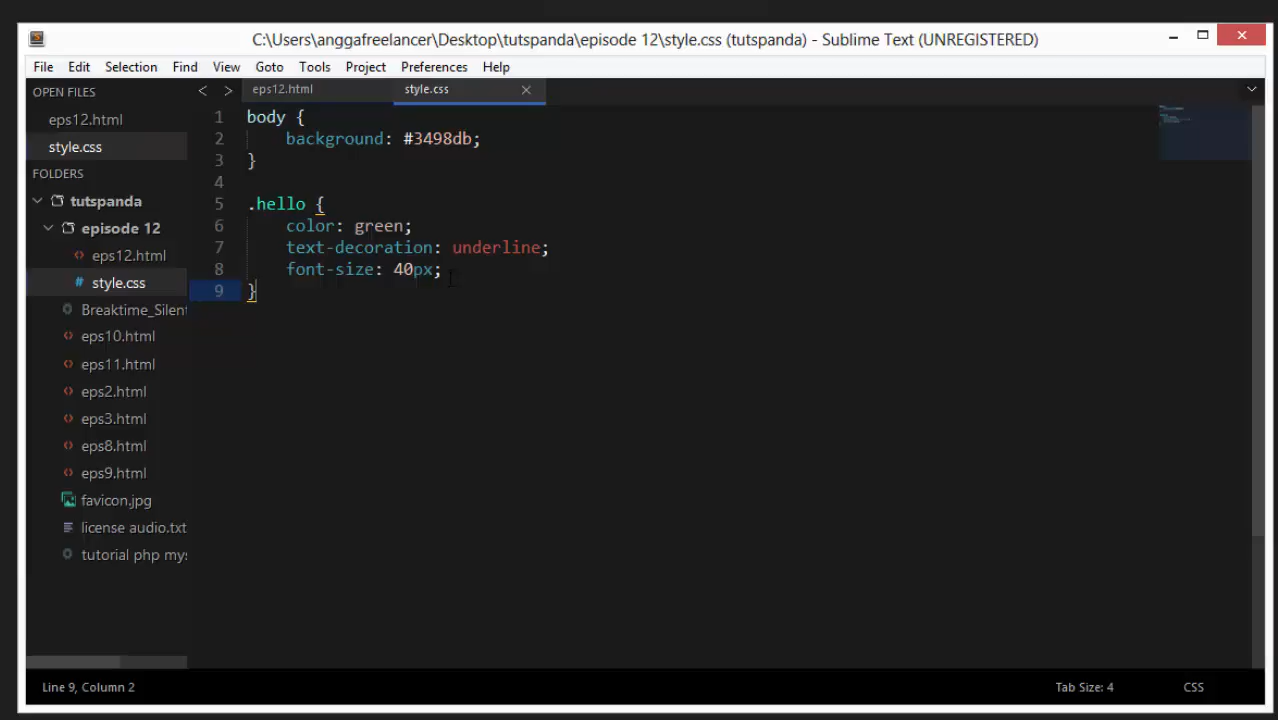 C:\Users\anggafreelancer\Desktop\tutspanda\episode 12\style.css (tutspanda) - Sublime Text (UNREGISTERED)
File Edit Selection Find View Goto Tools Project Preferences Help
OPEN FILES
eps12.html
style.css
FOLDERS
tutspanda
episode 12
eps12.html
style.css
Breaktime_Silent
eps10.html
eps11.html
eps2.html
eps3.html
eps8.html
eps9.html
favicon.jpg
license audio.txt
tutorial php mys
eps12.html style.css
1 body {
2 background: #3498db;
3 }
4
5 .hello {
6 color: green;
7 text-decoration: underline;
8 font-size: 40px;
9 }
Line 9, Column 2 Tab Size: 4 CSS